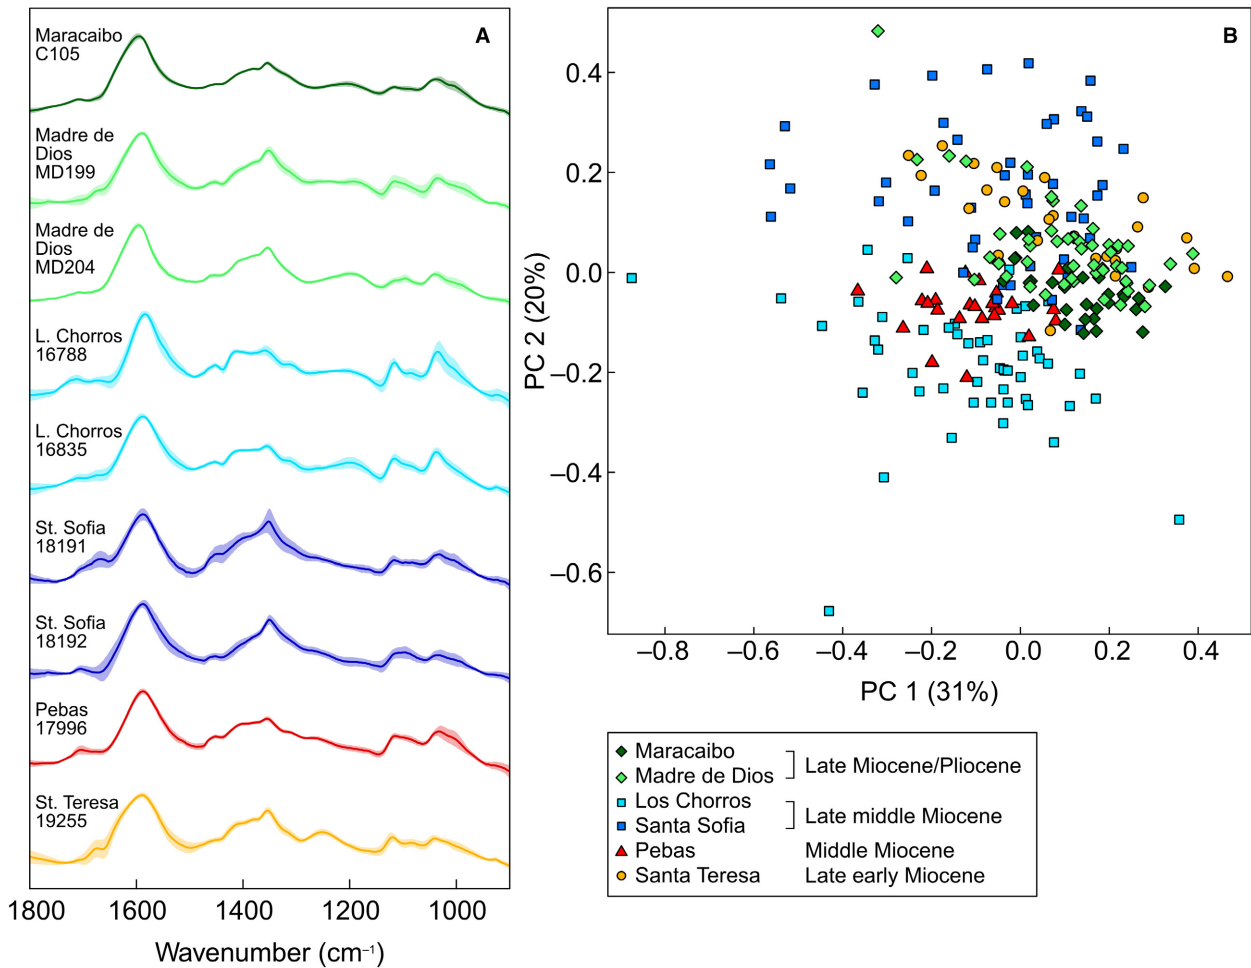 A
Maracaibo
C105
Madre de
Dios
MD199
Madre de
Dios
MD204
L. Chorros
16788
L. Chorros
16835
St. Sofia
18191
St. Sofia
18192
Pebas
17996
St. Teresa
19255
1800 1600 1400 1200 1000
Wavenumber (cm⁻¹)
B
0.4
0.2
0.0
–0.2
–0.4
–0.6
PC 2 (20%)
–0.8 –0.6 –0.4 –0.2 0.0 0.2 0.4
PC 1 (31%)
Maracaibo
Madre de Dios
Late Miocene/Pliocene
Los Chorros
Santa Sofia
Late middle Miocene
Pebas Middle Miocene
Santa Teresa Late early Miocene